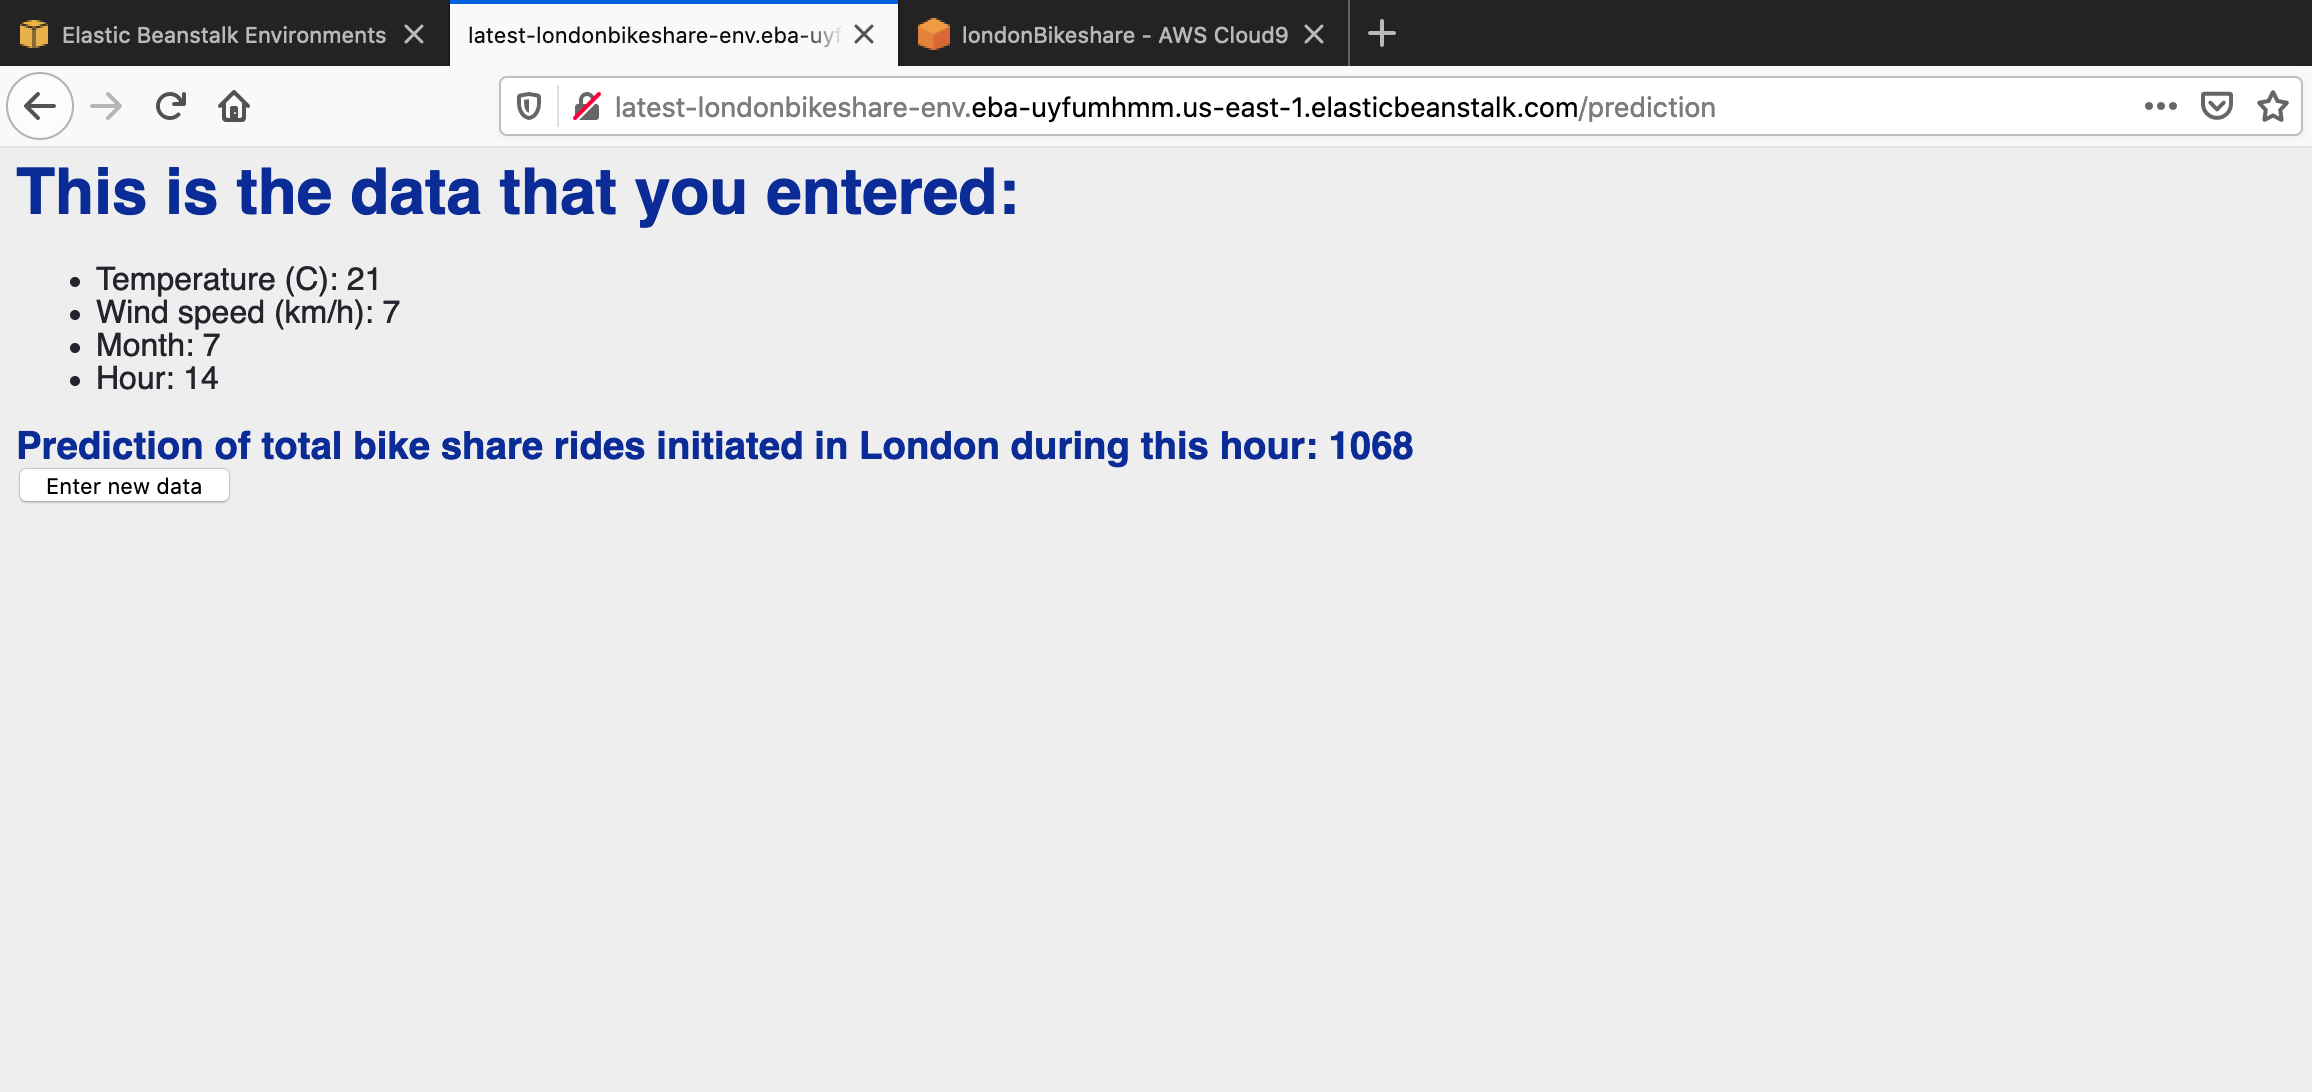 Elastic Beanstalk Environments
latest-londonbikeshare-env.eba-uyf
londonBikeshare - AWS Cloud9
latest-londonbikeshare-env.eba-uyfumhmm.us-east-1.elasticbeanstalk.com/prediction
This is the data that you entered:
• Temperature (C): 21
• Wind speed (km/h): 7
• Month: 7
• Hour: 14
Prediction of total bike share rides initiated in London during this hour: 1068
Enter new data